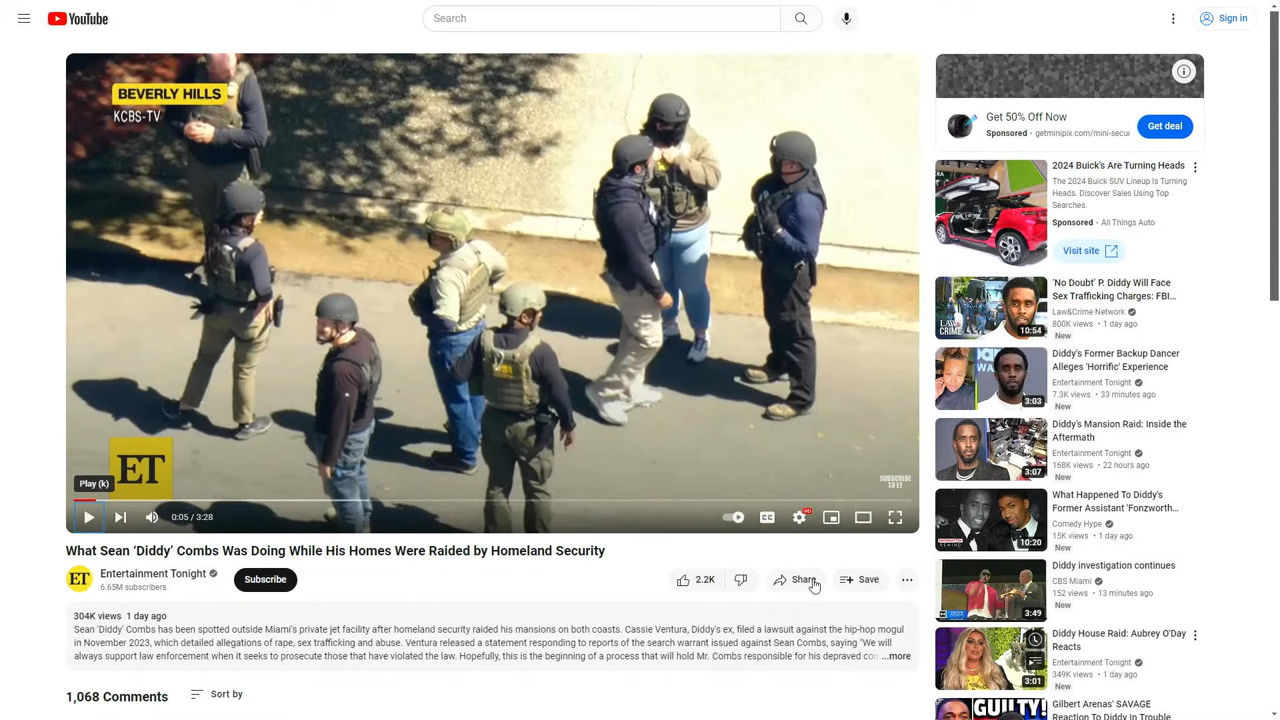 YouTube
Search
Sign in
BEVERLY HILLS
KCBS-TV
ET
SUBSCRIBE
TO ET
Play (k)
0:05 / 3:28
CC
HD
What Sean ‘Diddy’ Combs Was Doing While His Homes Were Raided by Homeland Security
ET
Entertainment Tonight
6.65M subscribers
Subscribe
2.2K
Share
Save
304K views 1 day ago
Sean 'Diddy' Combs has been spotted outside Miami's private jet facility after homeland security raided his mansions on both coasts. Cassie Ventura, Diddy's ex, filed a lawsuit against the hip-hop mogul
in November 2023, which detailed allegations of rape, sex trafficking and abuse. Ventura released a statement responding to reports of the search warrant issued against Sean Combs, saying “We will
always support law enforcement when it seeks to prosecute those that have violated the law. Hopefully, this is the beginning of a process that will hold Mr. Combs responsible for his depraved con ...more
1,068 Comments
Sort by
Get 50% Off Now
Sponsored · getminipix.com/mini-secu
Get deal
2024 Buick's Are Turning Heads
The 2024 Buick SUV Lineup Is Turning
Heads. Discover Sales Using Top
Searches.
Sponsored · All Things Auto
Visit site
'No Doubt' P. Diddy Will Face
Sex Trafficking Charges: FBI...
Law&Crime Network
800K views • 1 day ago
New
LAW&
CRIME
10:54
Diddy's Former Backup Dancer
Alleges 'Horrific' Experience
Entertainment Tonight
7.3K views • 33 minutes ago
New
3:03
Diddy's Mansion Raid: Inside the
Aftermath
Entertainment Tonight
168K views • 22 hours ago
New
3:07
What Happened To Diddy's
Former Assistant 'Fonzworth...
Comedy Hype
15K views • 1 day ago
New
10:20
Diddy investigation continues
CBS Miami
152 views • 13 minutes ago
New
3:49
Diddy House Raid: Aubrey O'Day
Reacts
Entertainment Tonight
349K views • 1 day ago
New
3:01
Gilbert Arenas' SAVAGE
Reaction To Diddy In Trouble
GUILTY!